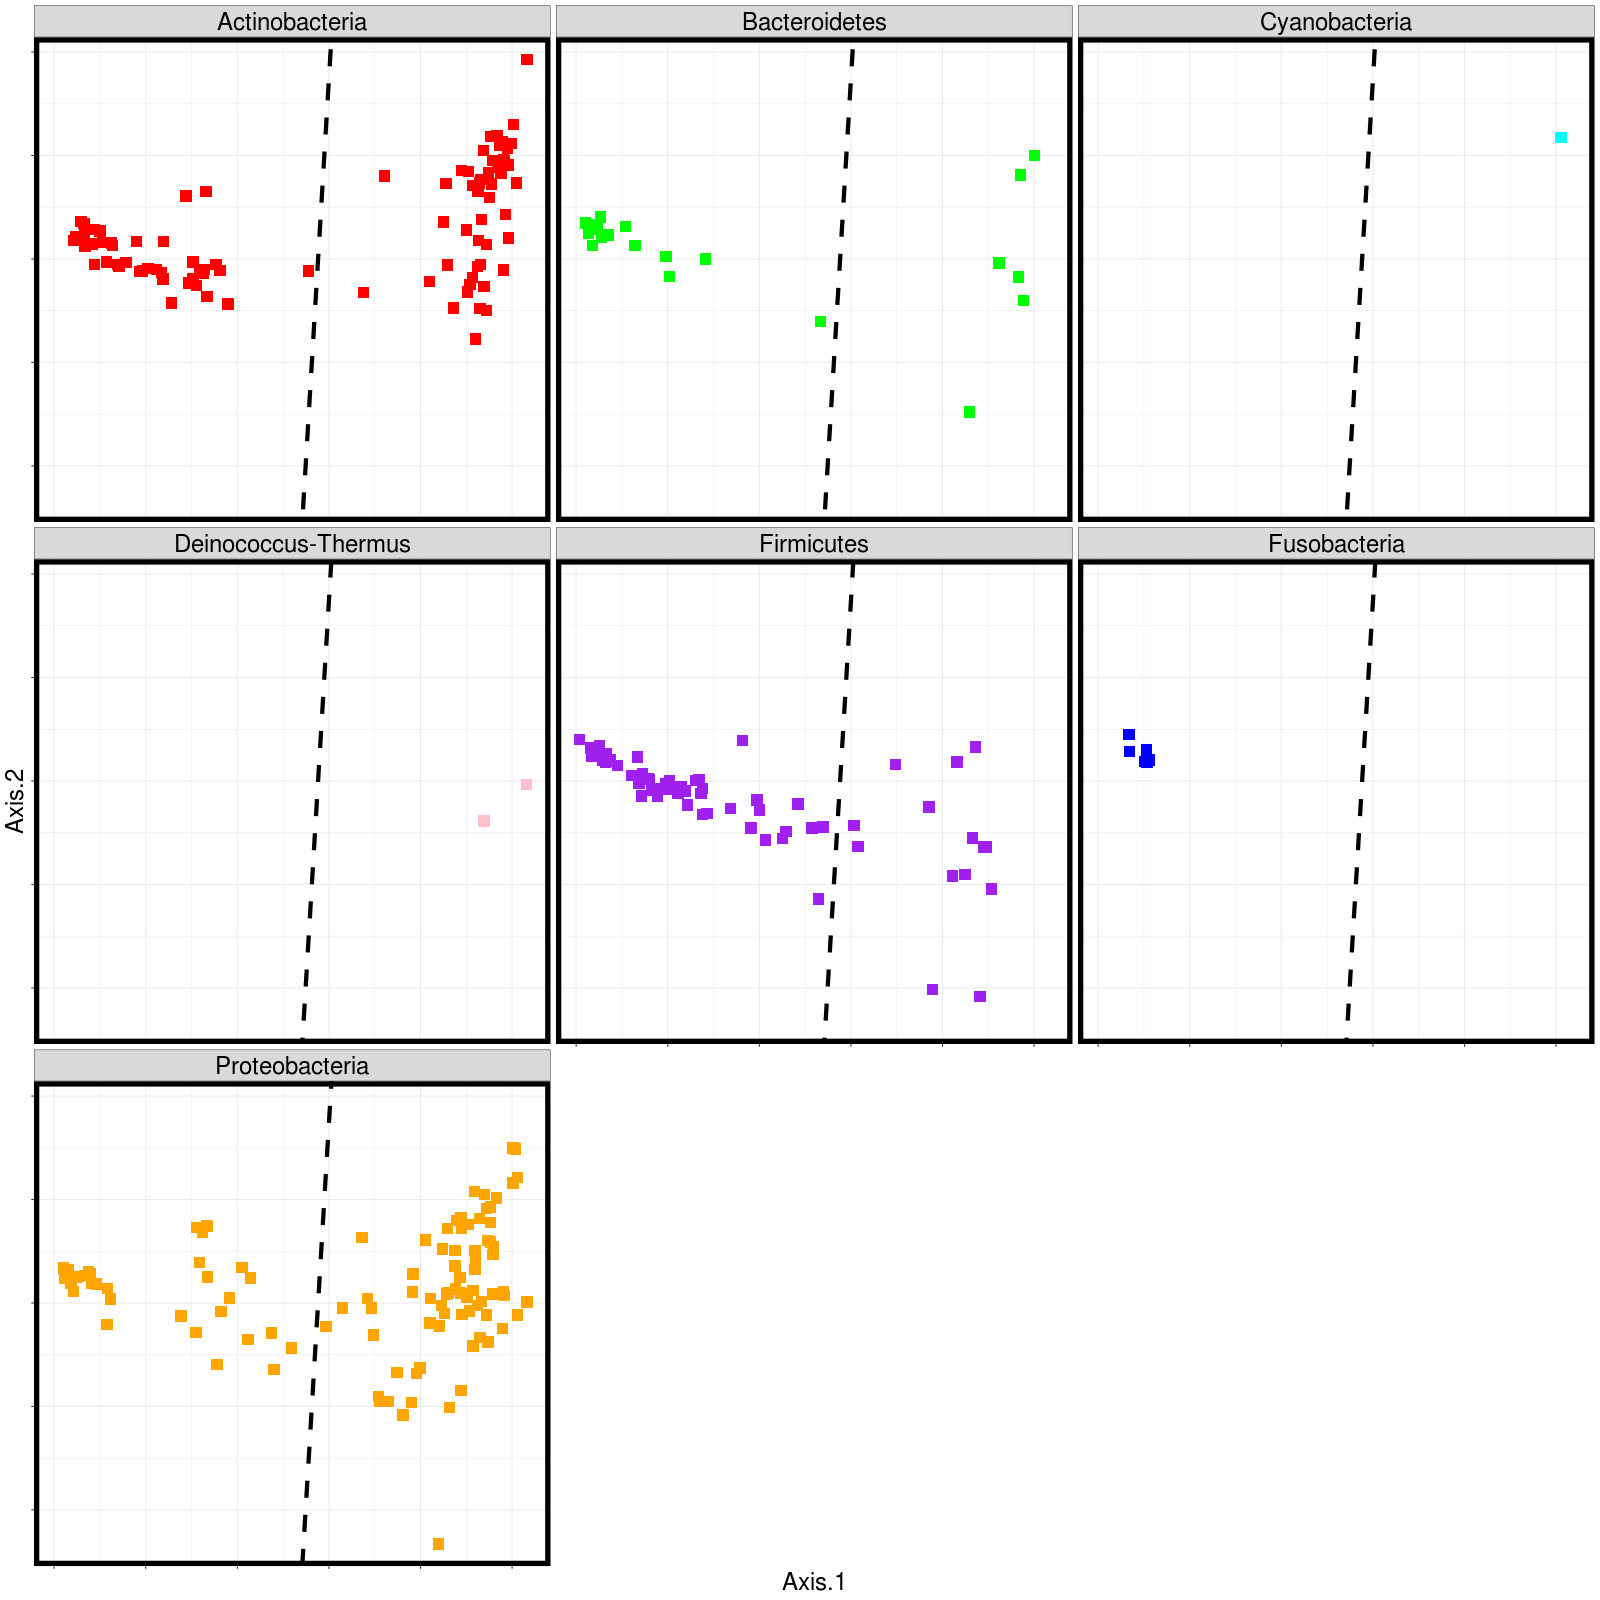 Actinobacteria
Bacteroidetes
Cyanobacteria
Deinococcus-Thermus
Firmicutes
Fusobacteria
Axis.2
Proteobacteria
Axis.1